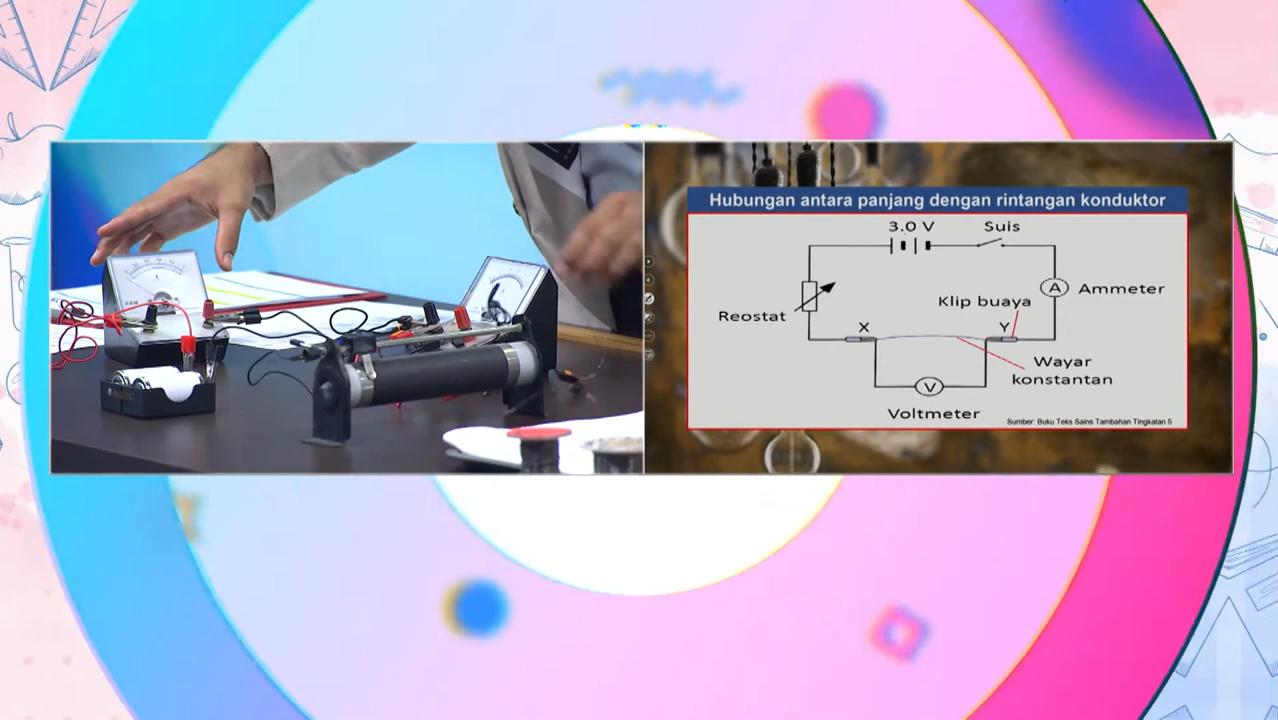 Hubungan antara panjang dengan rintangan konduktor
3.0 V
Suis
A
Ammeter
Klip buaya
Reostat
X
Y
Wayar
konstantan
V
Voltmeter
Sumber: Buku Teks Sains Tambahan Tingkatan 5